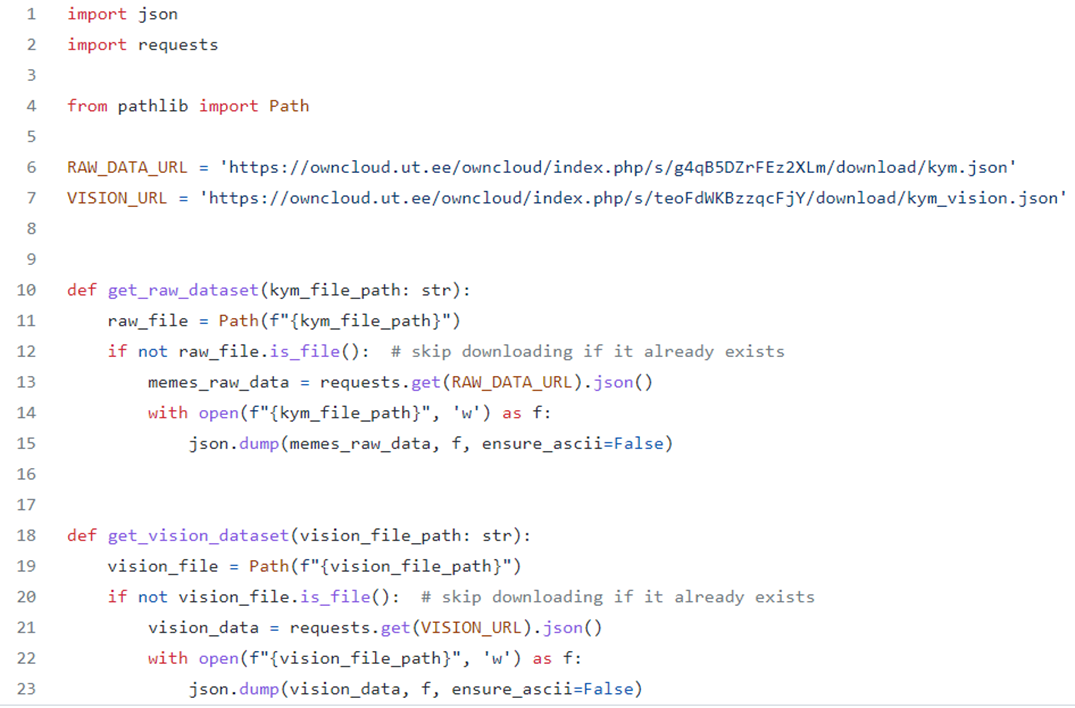 1 import json
2 import requests
3
4 from pathlib import Path
5
6 RAW_DATA_URL = 'https://owncloud.ut.ee/owncloud/index.php/s/g4qB5DZrFEz2XLm/download/kym.json'
7 VISION_URL = 'https://owncloud.ut.ee/owncloud/index.php/s/teoFdWKBzzqcFjY/download/kym_vision.json'
8
9
10 def get_raw_dataset(kym_file_path: str):
11     raw_file = Path(f"{kym_file_path}")
12     if not raw_file.is_file():  # skip downloading if it already exists
13         memes_raw_data = requests.get(RAW_DATA_URL).json()
14         with open(f"{kym_file_path}", 'w') as f:
15             json.dump(memes_raw_data, f, ensure_ascii=False)
16
17
18 def get_vision_dataset(vision_file_path: str):
19     vision_file = Path(f"{vision_file_path}")
20     if not vision_file.is_file():  # skip downloading if it already exists
21         vision_data = requests.get(VISION_URL).json()
22         with open(f"{vision_file_path}", 'w') as f:
23             json.dump(vision_data, f, ensure_ascii=False)